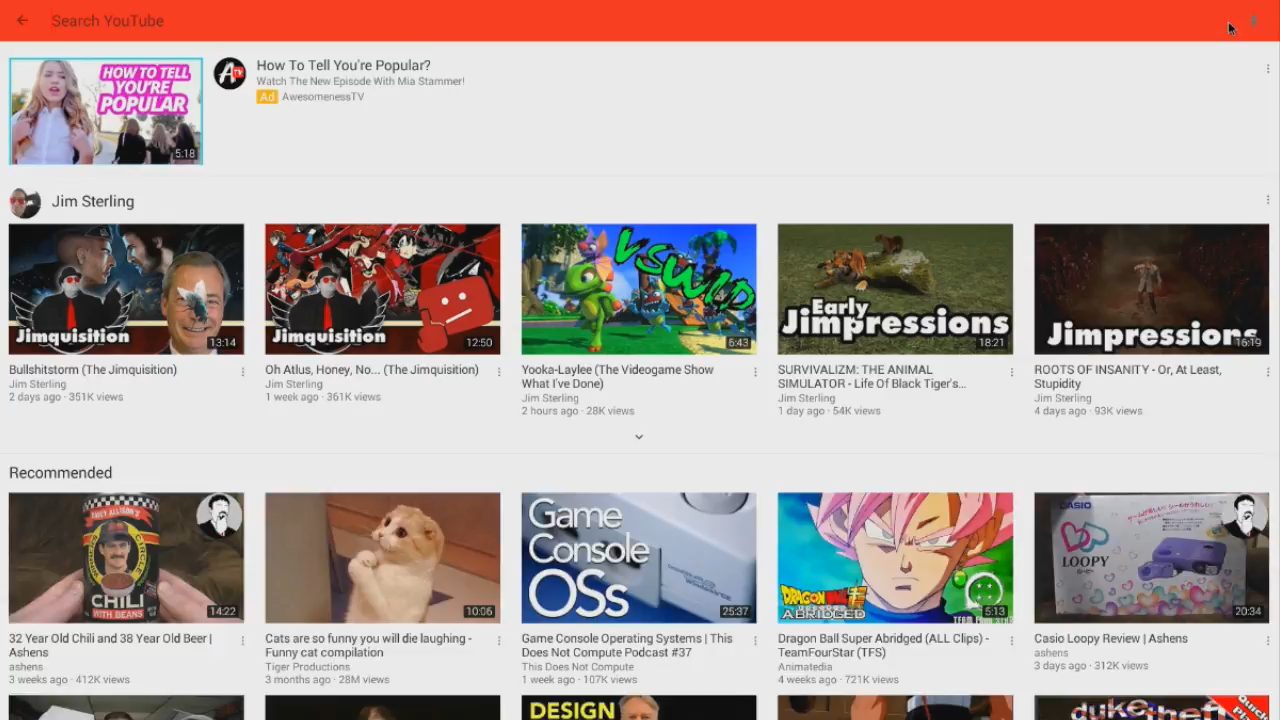 Search YouTube
HOW TO TELL
YOU'RE
POPULAR
5:18
How To Tell You're Popular?
Watch The New Episode With Mia Stammer!
Ad AwesomenessTV
Jim Sterling
Jimquisition
13:14
Jimquisition
12:50
VSWID
6:43
Early
Jimpressions
18:21
Jimpressions
16:19
Bullshitstorm (The Jimquisition)
Jim Sterling
2 days ago · 351K views
Oh Atlus, Honey, No... (The Jimquisition)
Jim Sterling
1 week ago · 361K views
Yooka-Laylee (The Videogame Show
What I've Done)
Jim Sterling
2 hours ago · 28K views
SURVIVALIZM: THE ANIMAL
SIMULATOR - Life Of Black Tiger's...
Jim Sterling
1 day ago · 54K views
ROOTS OF INSANITY - Or, At Least,
Stupidity
Jim Sterling
4 days ago · 93K views
Recommended
CHILI
WITH BEANS
14:22
10:06
Game
Console
OSs
25:37
DRAGON BALL
ABRIDGED
5:13
CASIO
LOOPY
20:34
32 Year Old Chili and 38 Year Old Beer |
Ashens
ashens
3 weeks ago · 412K views
Cats are so funny you will die laughing -
Funny cat compilation
Tiger Productions
3 months ago · 28M views
Game Console Operating Systems | This
Does Not Compute Podcast #37
This Does Not Compute
1 week ago · 107K views
Dragon Ball Super Abridged (ALL Clips) -
TeamFourStar (TFS)
Animatedia
4 weeks ago · 721K views
Casio Loopy Review | Ashens
ashens
3 days ago · 312K views
DESIGN